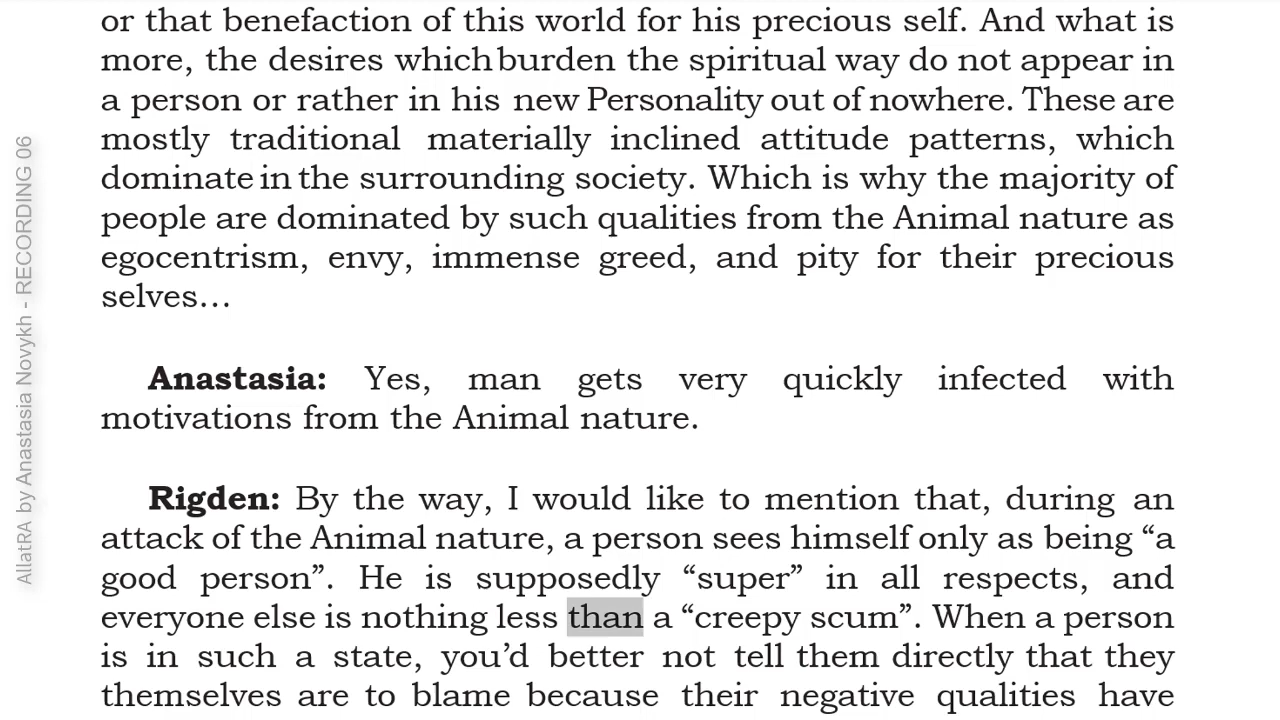 or that benefaction of this world for his precious self. And what is
more, the desires which burden the spiritual way do not appear in
a person or rather in his new Personality out of nowhere. These are
mostly traditional materially inclined attitude patterns, which
dominate in the surrounding society. Which is why the majority of
people are dominated by such qualities from the Animal nature as
egocentrism, envy, immense greed, and pity for their precious
selves…
Anastasia: Yes, man gets very quickly infected with
motivations from the Animal nature.
Rigden: By the way, I would like to mention that, during an
attack of the Animal nature, a person sees himself only as being “a
good person”. He is supposedly “super” in all respects, and
everyone else is nothing less than a “creepy scum”. When a person
is in such a state, you’d better not tell them directly that they
themselves are to blame because their negative qualities have
AllatRA by Anastasia Novykh - RECORDING 06